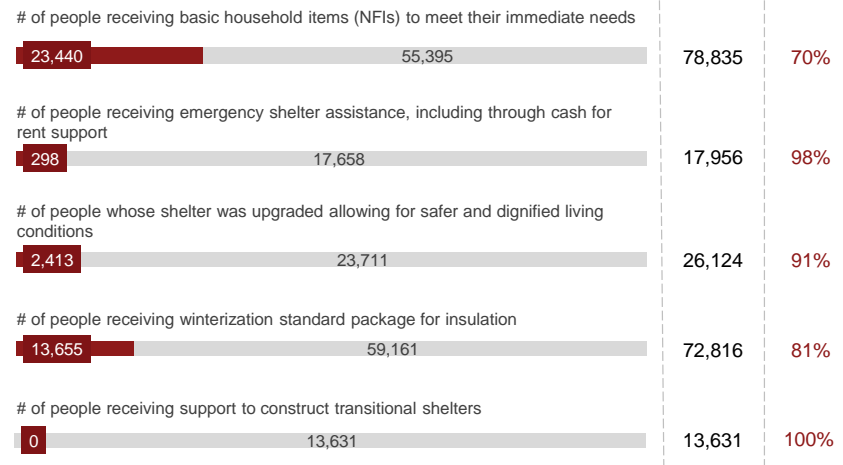 # of people receiving basic household items (NFIs) to meet their immediate needs
23,440 55,395 78,835 70%
# of people receiving emergency shelter assistance, including through cash for
rent support
298 17,658 17,956 98%
# of people whose shelter was upgraded allowing for safer and dignified living
conditions
2,413 23,711 26,124 91%
# of people receiving winterization standard package for insulation
13,655 59,161 72,816 81%
# of people receiving support to construct transitional shelters
0 13,631 13,631 100%